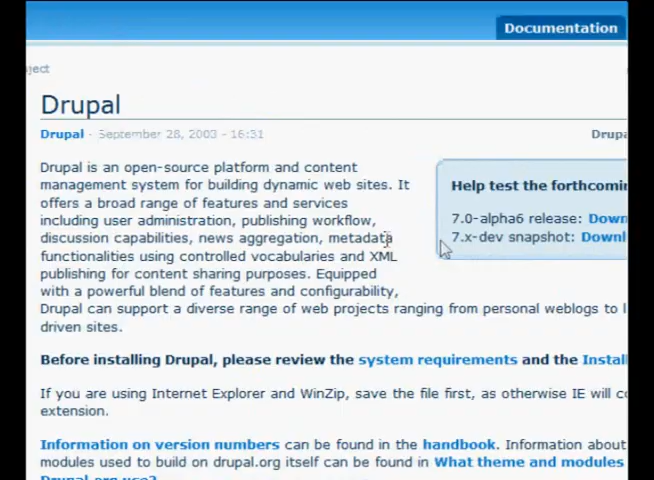 Documentation
ject
Drupal
Drupal - September 28, 2003 - 16:31
Drupa
Drupal is an open-source platform and content
management system for building dynamic web sites. It
offers a broad range of features and services
including user administration, publishing workflow,
discussion capabilities, news aggregation, metadata
functionalities using controlled vocabularies and XML
publishing for content sharing purposes. Equipped
with a powerful blend of features and configurability,
Drupal can support a diverse range of web projects ranging from personal weblogs to l
driven sites.
Help test the forthcomin
7.0-alpha6 release: Down
7.x-dev snapshot: Downl
Before installing Drupal, please review the system requirements and the Install
If you are using Internet Explorer and WinZip, save the file first, as otherwise IE will c
extension.
Information on version numbers can be found in the handbook. Information about
modules used to build on drupal.org itself can be found in What theme and modules
Drupal.org use?